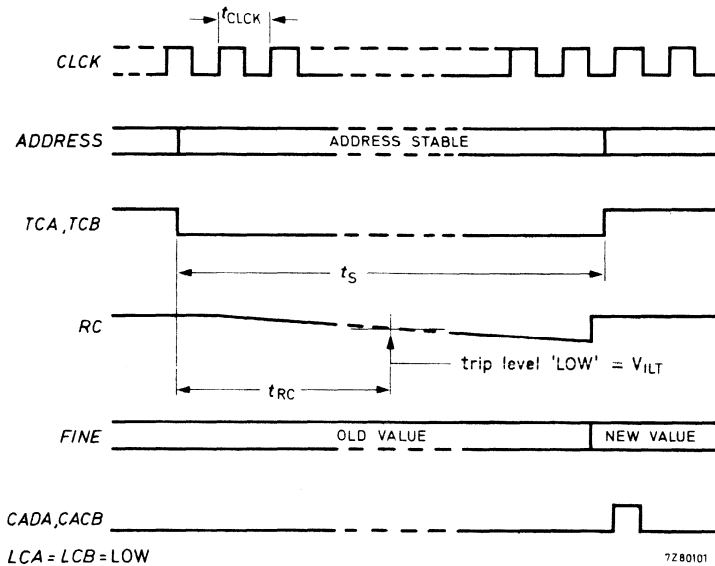 tCLCK
CLCK
ADDRESS
ADDRESS STABLE
TCA,TCB
tS
RC
trip level 'LOW' = VILT
tRC
FINE
OLD VALUE
NEW VALUE
CADA,CACB
LCA = LCB = LOW
7Z80101